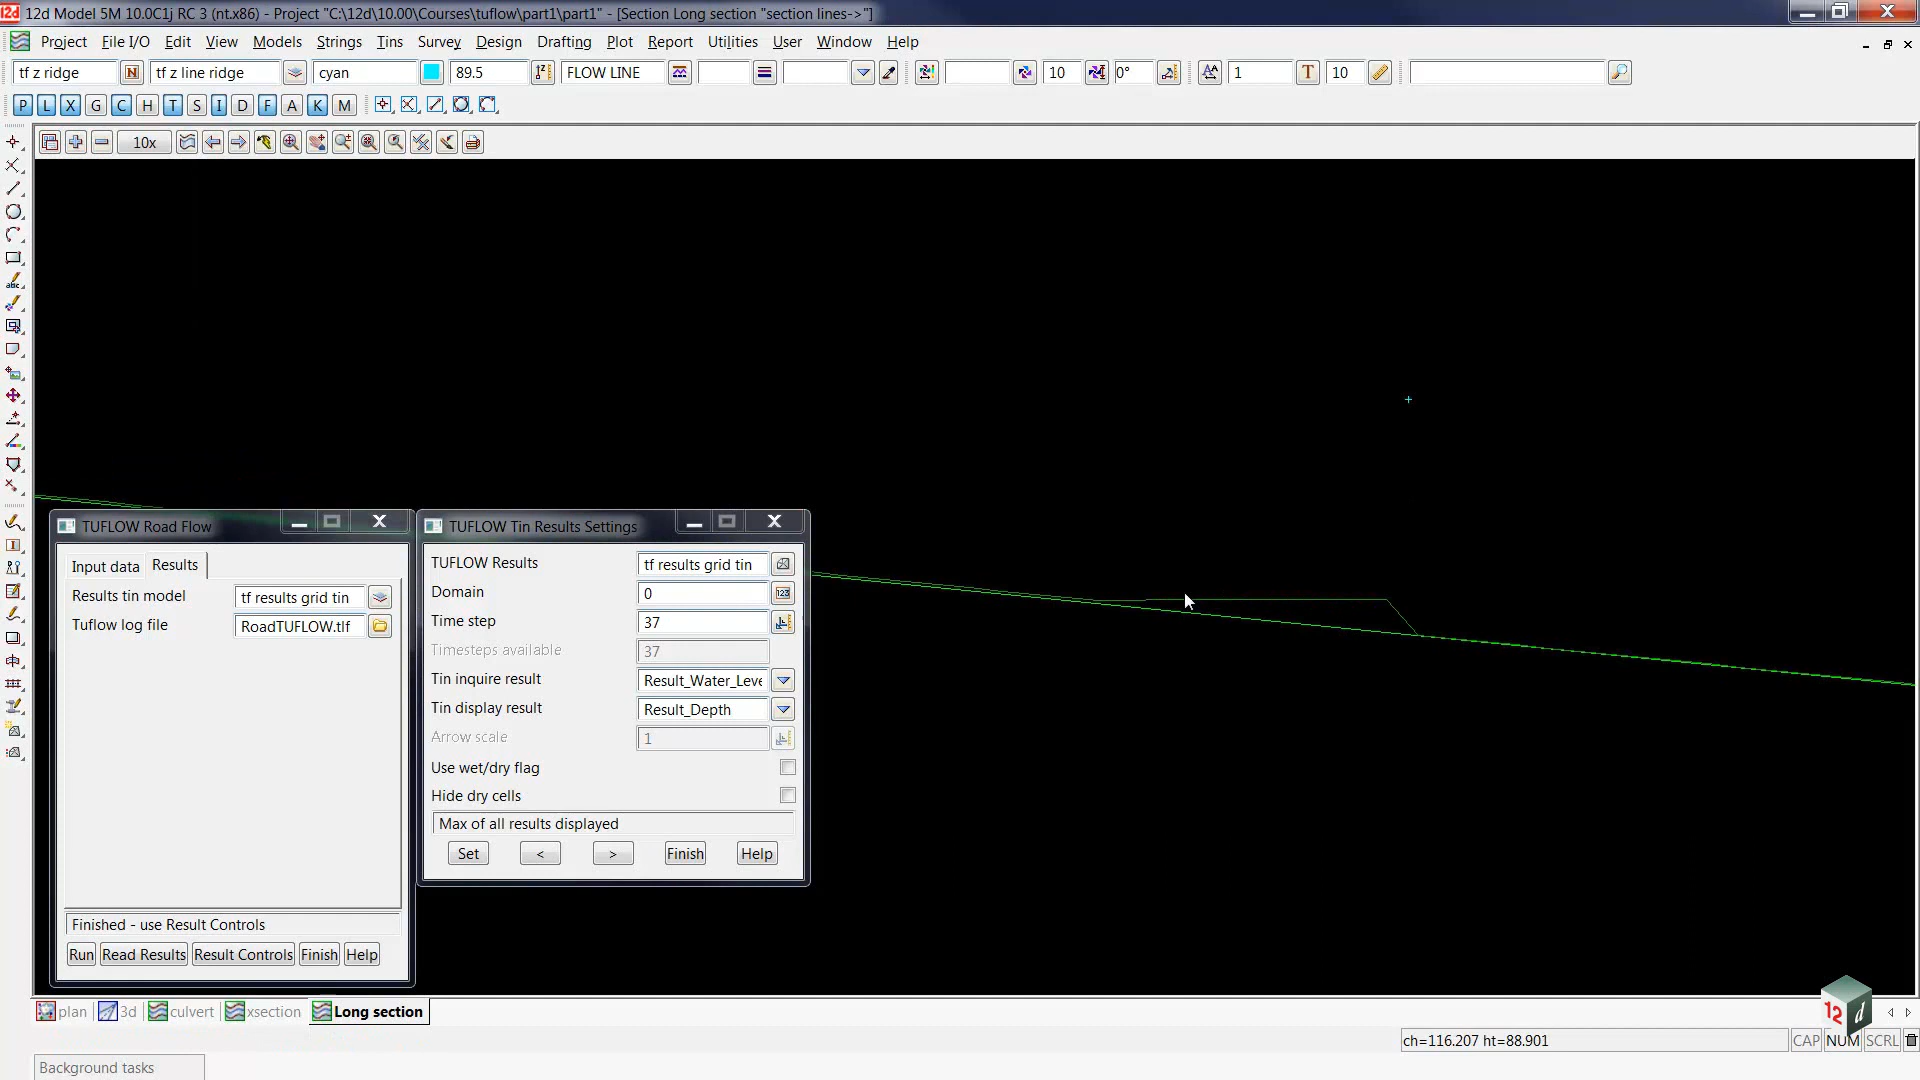 12d 12d Model 5M 10.0C1j RC 3 (nt.x86) - Project "C:\12d\10.00\Courses\tuflow\part1\part1" - [Section Long section "section lines->"]
Project File I/O Edit View Models Strings Tins Survey Design Drafting Plot Report Utilities User Window Help
tf z ridge N tf z line ridge cyan 89.5 FLOW LINE 10 0° 1 T 10
P L X G C H T S I D F A K M
10x
abc
TUFLOW Road Flow
Input data Results
Results tin model tf results grid tin
Tuflow log file RoadTUFLOW.tlf
Finished - use Result Controls
Run Read Results Result Controls Finish Help
TUFLOW Tin Results Settings
TUFLOW Results tf results grid tin
Domain 0 123
Time step 37
Timesteps available 37
Tin inquire result Result_Water_Leve
Tin display result Result_Depth
Arrow scale 1
Use wet/dry flag
Hide dry cells
Max of all results displayed
Set < > Finish Help
plan 3d culvert xsection Long section
12 d
ch=116.207 ht=88.901 CAP NUM SCRL
Background tasks